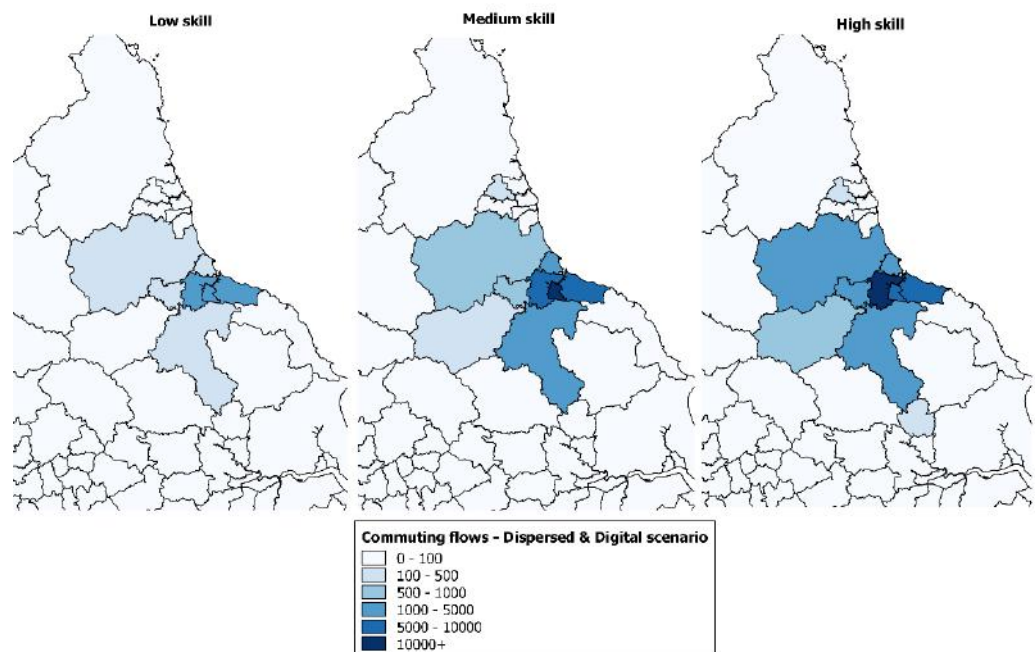 Low skill
Medium skill
High skill
Commuting flows - Dispersed & Digital scenario
0 - 100
100 - 500
500 - 1000
1000 - 5000
5000 - 10000
10000+